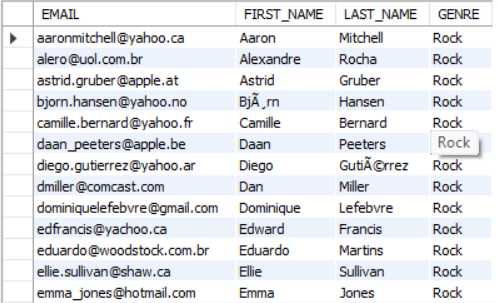 EMAIL FIRST_NAME LAST_NAME GENRE
aaronmitchell@yahoo.ca Aaron Mitchell Rock
alero@uol.com.br Alexandre Rocha Rock
astrid.gruber@apple.at Astrid Gruber Rock
bjorn.hansen@yahoo.no BjÃ¸rn Hansen Rock
camille.bernard@yahoo.fr Camille Bernard Rock
daan_peeters@apple.be Daan Peeters Rock
diego.gutierrez@yahoo.ar Diego GutiÃ©rrez Rock
dmiller@comcast.com Dan Miller Rock
dominiquelefebvre@gmail.com Dominique Lefebvre Rock
edfrancis@yachoo.ca Edward Francis Rock
eduardo@woodstock.com.br Eduardo Martins Rock
ellie.sullivan@shaw.ca Ellie Sullivan Rock
emma_jones@hotmail.com Emma Jones Rock